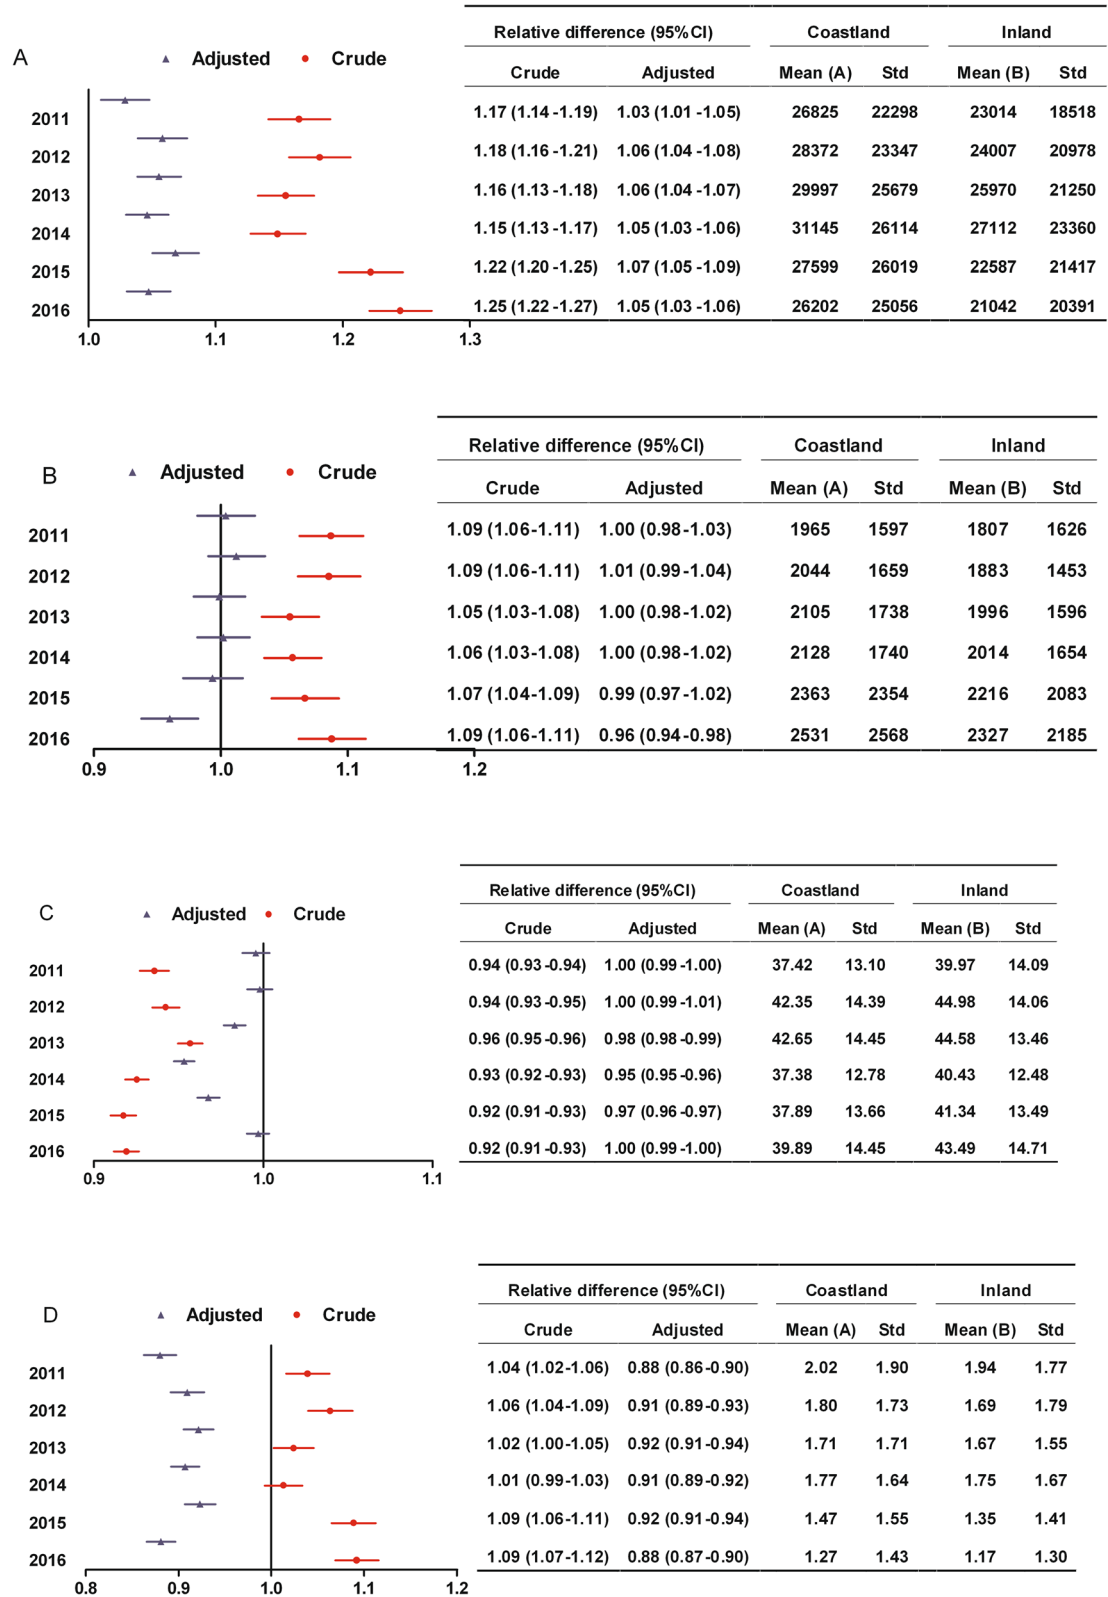 Relative difference (95%CI) Coastland Inland
A Adjusted Crude
Crude Adjusted Mean (A) Std Mean (B) Std
2011 1.17 (1.14 -1.19) 1.03 (1.01 -1.05) 26825 22298 23014 18518
2012 1.18 (1.16 -1.21) 1.06 (1.04 -1.08) 28372 23347 24007 20978
2013 1.16 (1.13 -1.18) 1.06 (1.04 -1.07) 29997 25679 25970 21250
2014 1.15 (1.13 -1.17) 1.05 (1.03 -1.06) 31145 26114 27112 23360
2015 1.22 (1.20 -1.25) 1.07 (1.05 -1.09) 27599 26019 22587 21417
2016 1.25 (1.22 -1.27) 1.05 (1.03 -1.06) 26202 25056 21042 20391
1.0 1.1 1.2 1.3
Relative difference (95%CI) Coastland Inland
B Adjusted Crude
Crude Adjusted Mean (A) Std Mean (B) Std
2011 1.09 (1.06-1.11) 1.00 (0.98-1.03) 1965 1597 1807 1626
2012 1.09 (1.06-1.11) 1.01 (0.99-1.04) 2044 1659 1883 1453
2013 1.05 (1.03-1.08) 1.00 (0.98-1.02) 2105 1738 1996 1596
2014 1.06 (1.03-1.08) 1.00 (0.98-1.02) 2128 1740 2014 1654
2015 1.07 (1.04-1.09) 0.99 (0.97-1.02) 2363 2354 2216 2083
2016 1.09 (1.06-1.11) 0.96 (0.94-0.98) 2531 2568 2327 2185
0.9 1.0 1.1 1.2
Relative difference (95%CI) Coastland Inland
C Adjusted Crude
Crude Adjusted Mean (A) Std Mean (B) Std
2011 0.94 (0.93-0.94) 1.00 (0.99-1.00) 37.42 13.10 39.97 14.09
2012 0.94 (0.93-0.95) 1.00 (0.99-1.01) 42.35 14.39 44.98 14.06
2013 0.96 (0.95-0.96) 0.98 (0.98-0.99) 42.65 14.45 44.58 13.46
2014 0.93 (0.92-0.93) 0.95 (0.95-0.96) 37.38 12.78 40.43 12.48
2015 0.92 (0.91-0.93) 0.97 (0.96-0.97) 37.89 13.66 41.34 13.49
2016 0.92 (0.91-0.93) 1.00 (0.99-1.00) 39.89 14.45 43.49 14.71
0.9 1.0 1.1
Relative difference (95%CI) Coastland Inland
D Adjusted Crude
Crude Adjusted Mean (A) Std Mean (B) Std
2011 1.04 (1.02-1.06) 0.88 (0.86-0.90) 2.02 1.90 1.94 1.77
2012 1.06 (1.04-1.09) 0.91 (0.89-0.93) 1.80 1.73 1.69 1.79
2013 1.02 (1.00-1.05) 0.92 (0.91-0.94) 1.71 1.71 1.67 1.55
2014 1.01 (0.99-1.03) 0.91 (0.89-0.92) 1.77 1.64 1.75 1.67
2015 1.09 (1.06-1.11) 0.92 (0.91-0.94) 1.47 1.55 1.35 1.41
2016 1.09 (1.07-1.12) 0.88 (0.87-0.90) 1.27 1.43 1.17 1.30
0.8 0.9 1.0 1.1 1.2